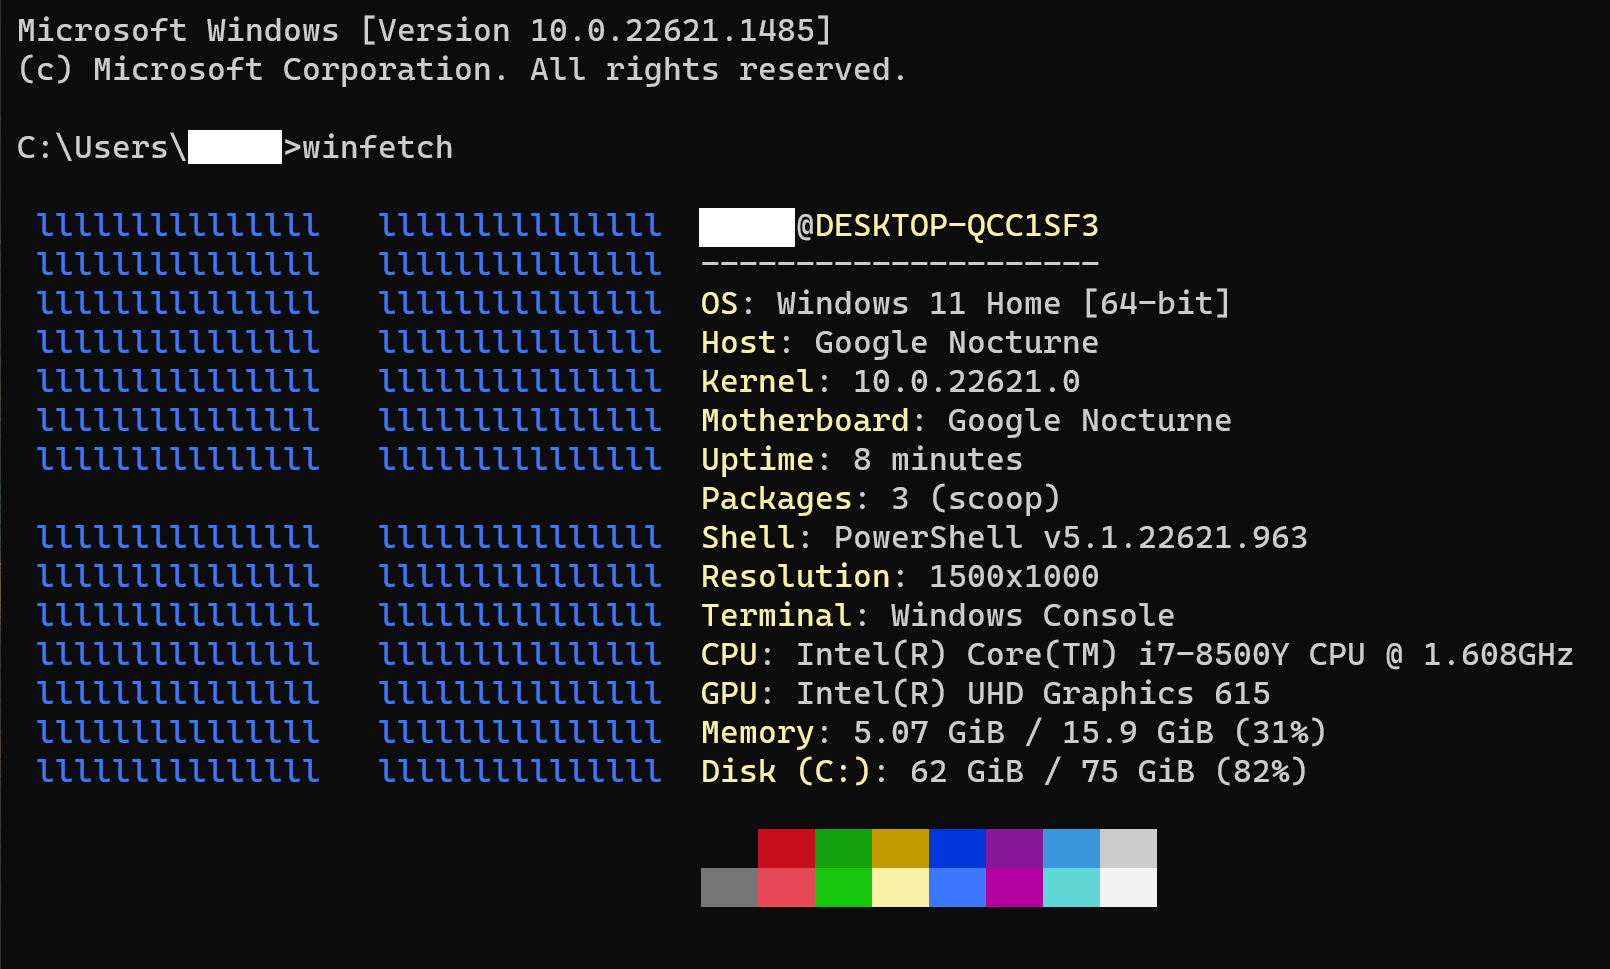 Microsoft Windows [Version 10.0.22621.1485]
(c) Microsoft Corporation. All rights reserved.
C:\Users\>winfetch
lllllllllllllll   lllllllllllllll  @DESKTOP-QCC1SF3
lllllllllllllll   lllllllllllllll  ---------------------
lllllllllllllll   lllllllllllllll  OS: Windows 11 Home [64-bit]
lllllllllllllll   lllllllllllllll  Host: Google Nocturne
lllllllllllllll   lllllllllllllll  Kernel: 10.0.22621.0
lllllllllllllll   lllllllllllllll  Motherboard: Google Nocturne
lllllllllllllll   lllllllllllllll  Uptime: 8 minutes
Packages: 3 (scoop)
lllllllllllllll   lllllllllllllll  Shell: PowerShell v5.1.22621.963
lllllllllllllll   lllllllllllllll  Resolution: 1500x1000
lllllllllllllll   lllllllllllllll  Terminal: Windows Console
lllllllllllllll   lllllllllllllll  CPU: Intel(R) Core(TM) i7-8500Y CPU @ 1.608GHz
lllllllllllllll   lllllllllllllll  GPU: Intel(R) UHD Graphics 615
lllllllllllllll   lllllllllllllll  Memory: 5.07 GiB / 15.9 GiB (31%)
lllllllllllllll   lllllllllllllll  Disk (C:): 62 GiB / 75 GiB (82%)